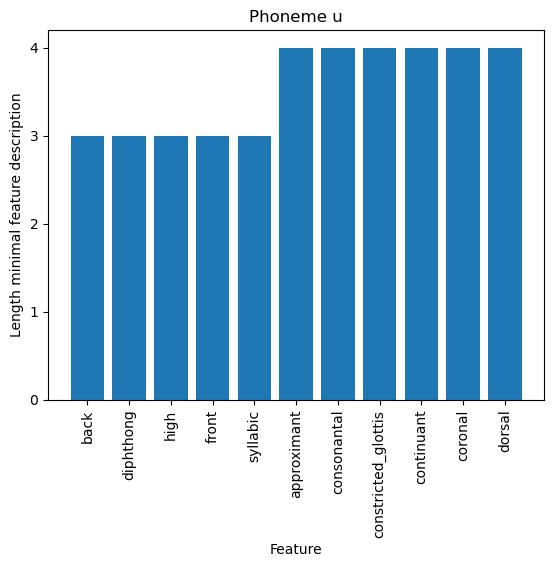 Phoneme u
Length minimal feature description
4
3
2
1
0
back
diphthong
high
front
syllabic
approximant
consonantal
constricted_glottis
continuant
coronal
dorsal
Feature